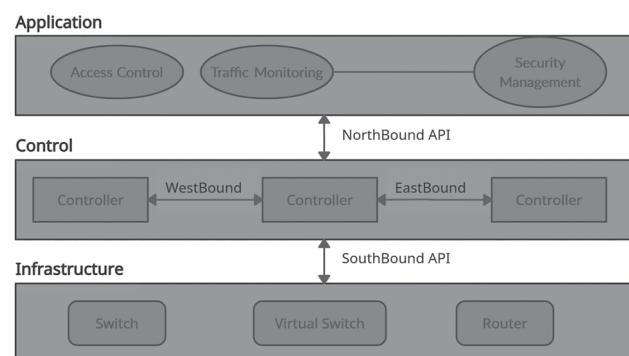 Application
Access Control
Traffic Monitoring
Security
Management
NorthBound API
Control
Controller
WestBound
Controller
EastBound
Controller
SouthBound API
Infrastructure
Switch
Virtual Switch
Router